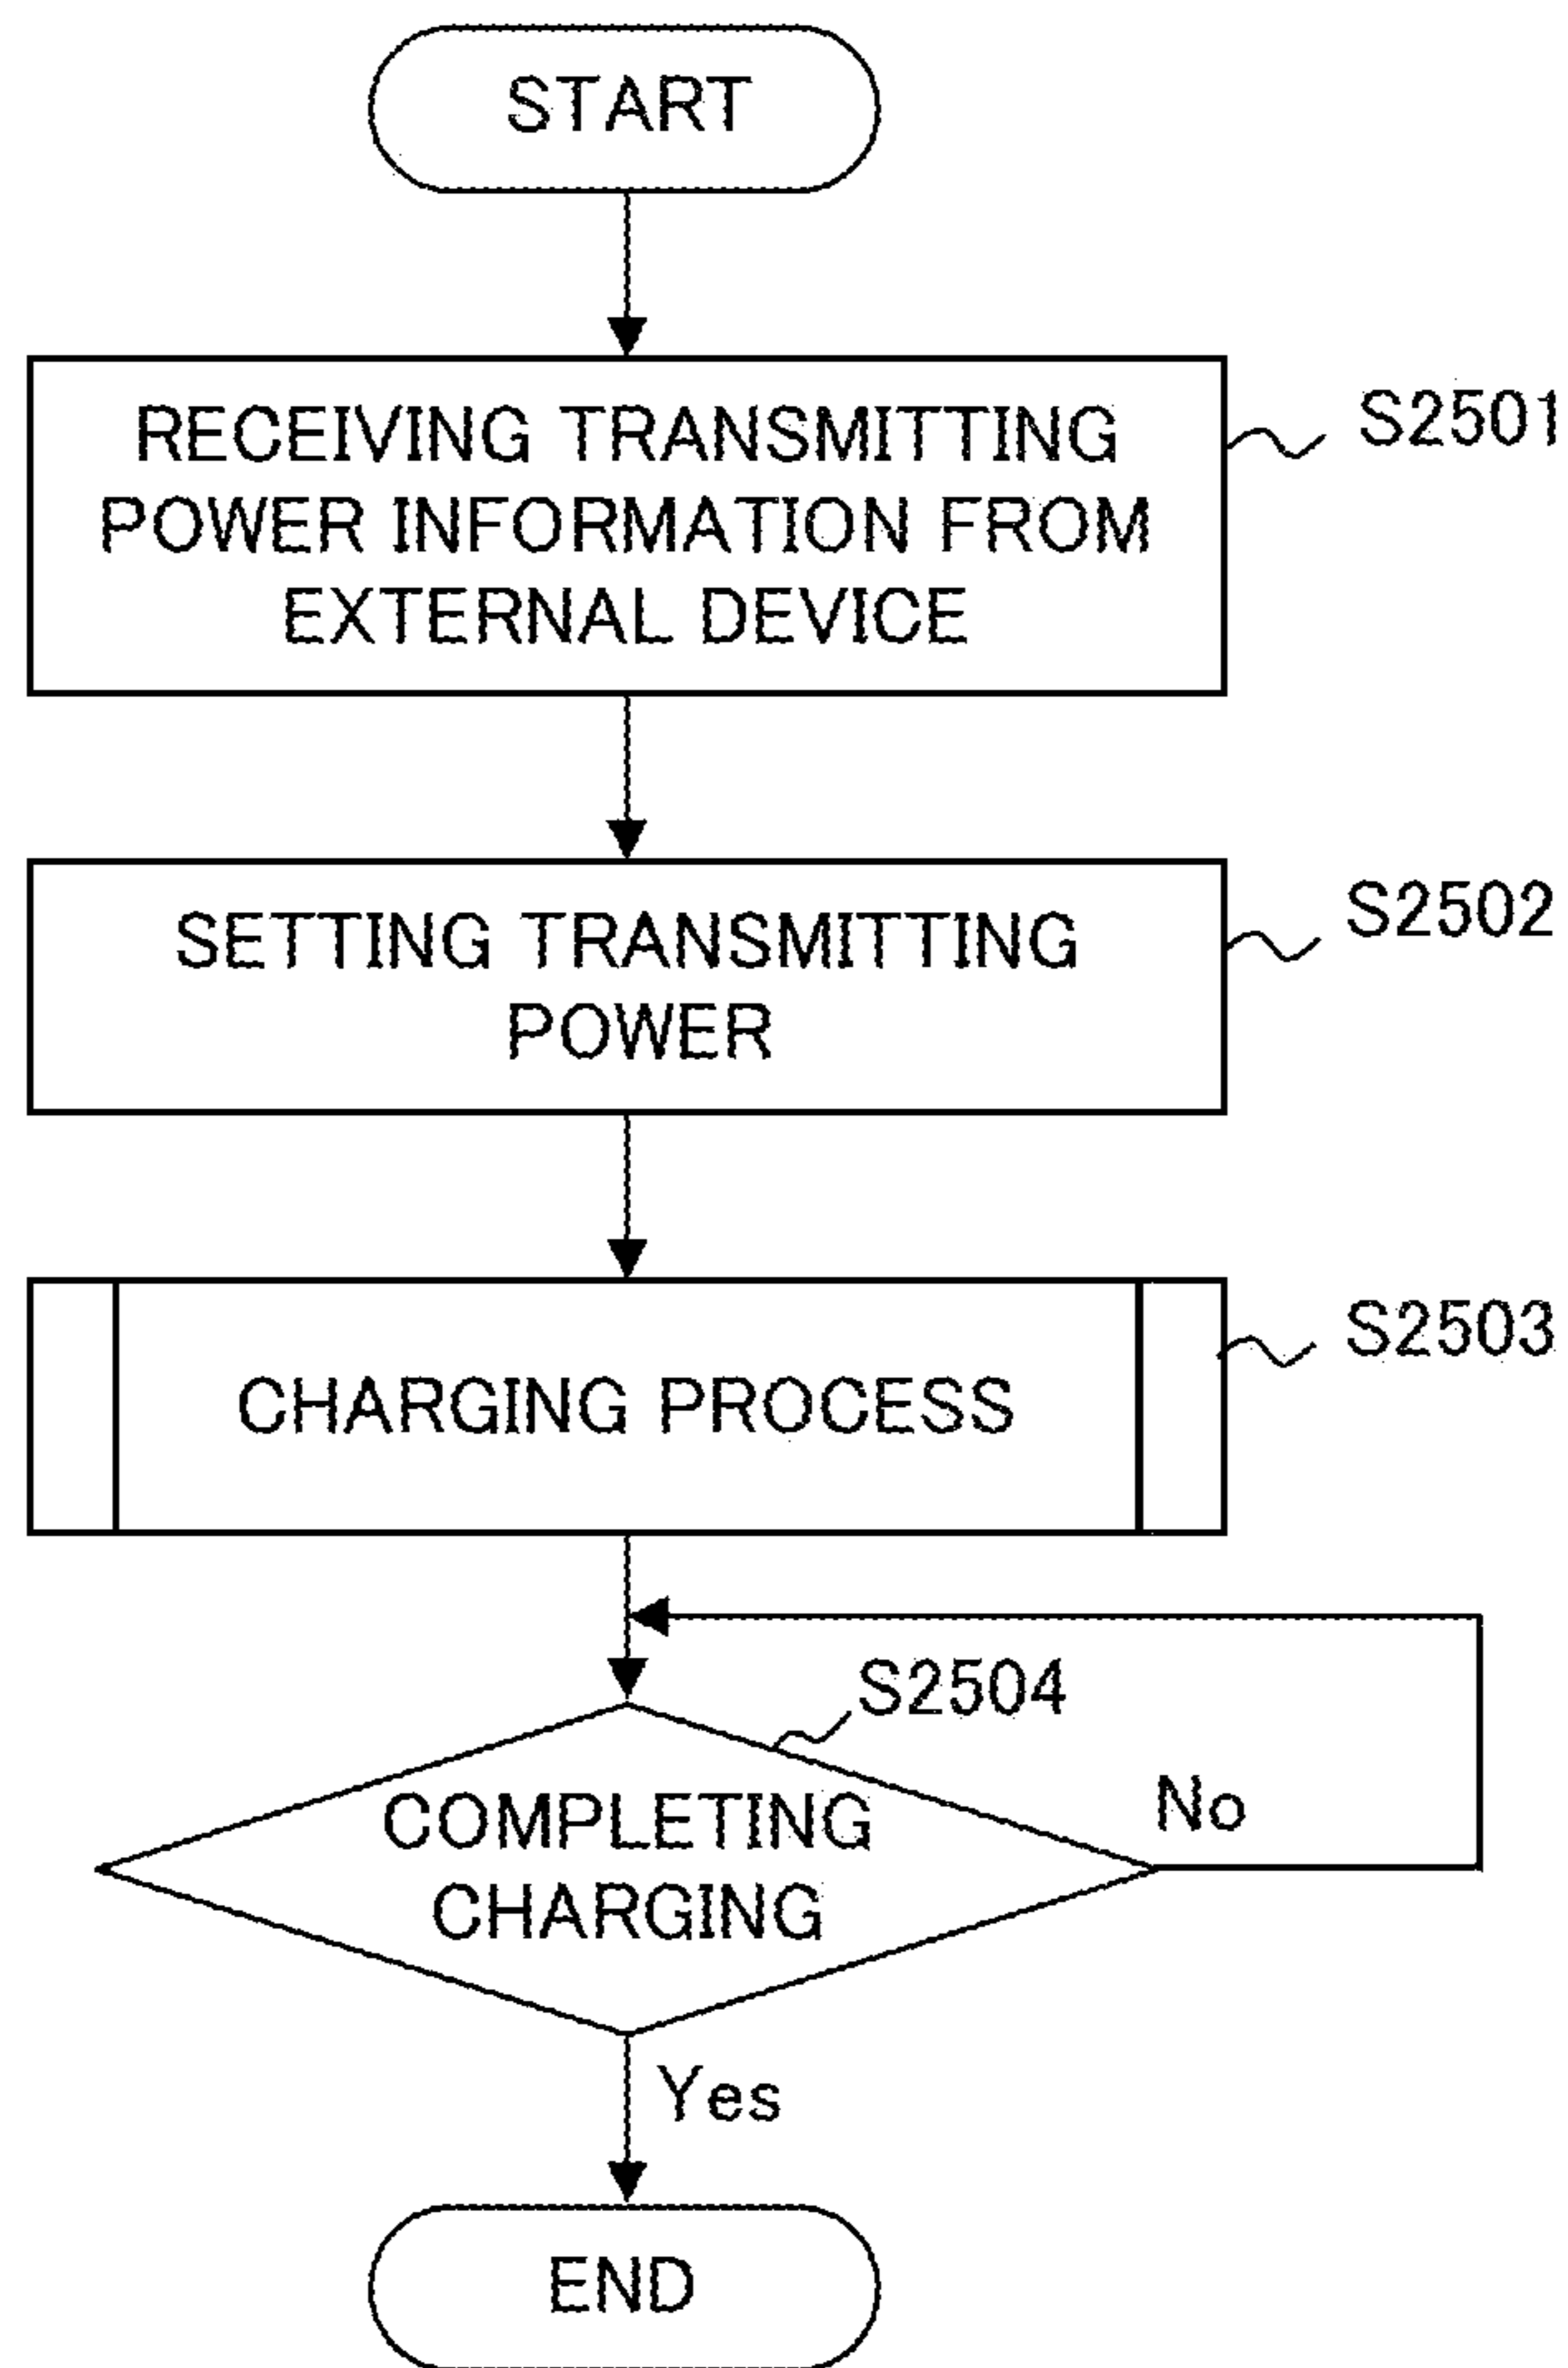 START
RECEIVING TRANSMITTING
POWER INFORMATION FROM
EXTERNAL DEVICE
S2501
SETTING TRANSMITTING
POWER
S2502
CHARGING PROCESS
S2503
S2504
COMPLETING
CHARGING
No
Yes
END